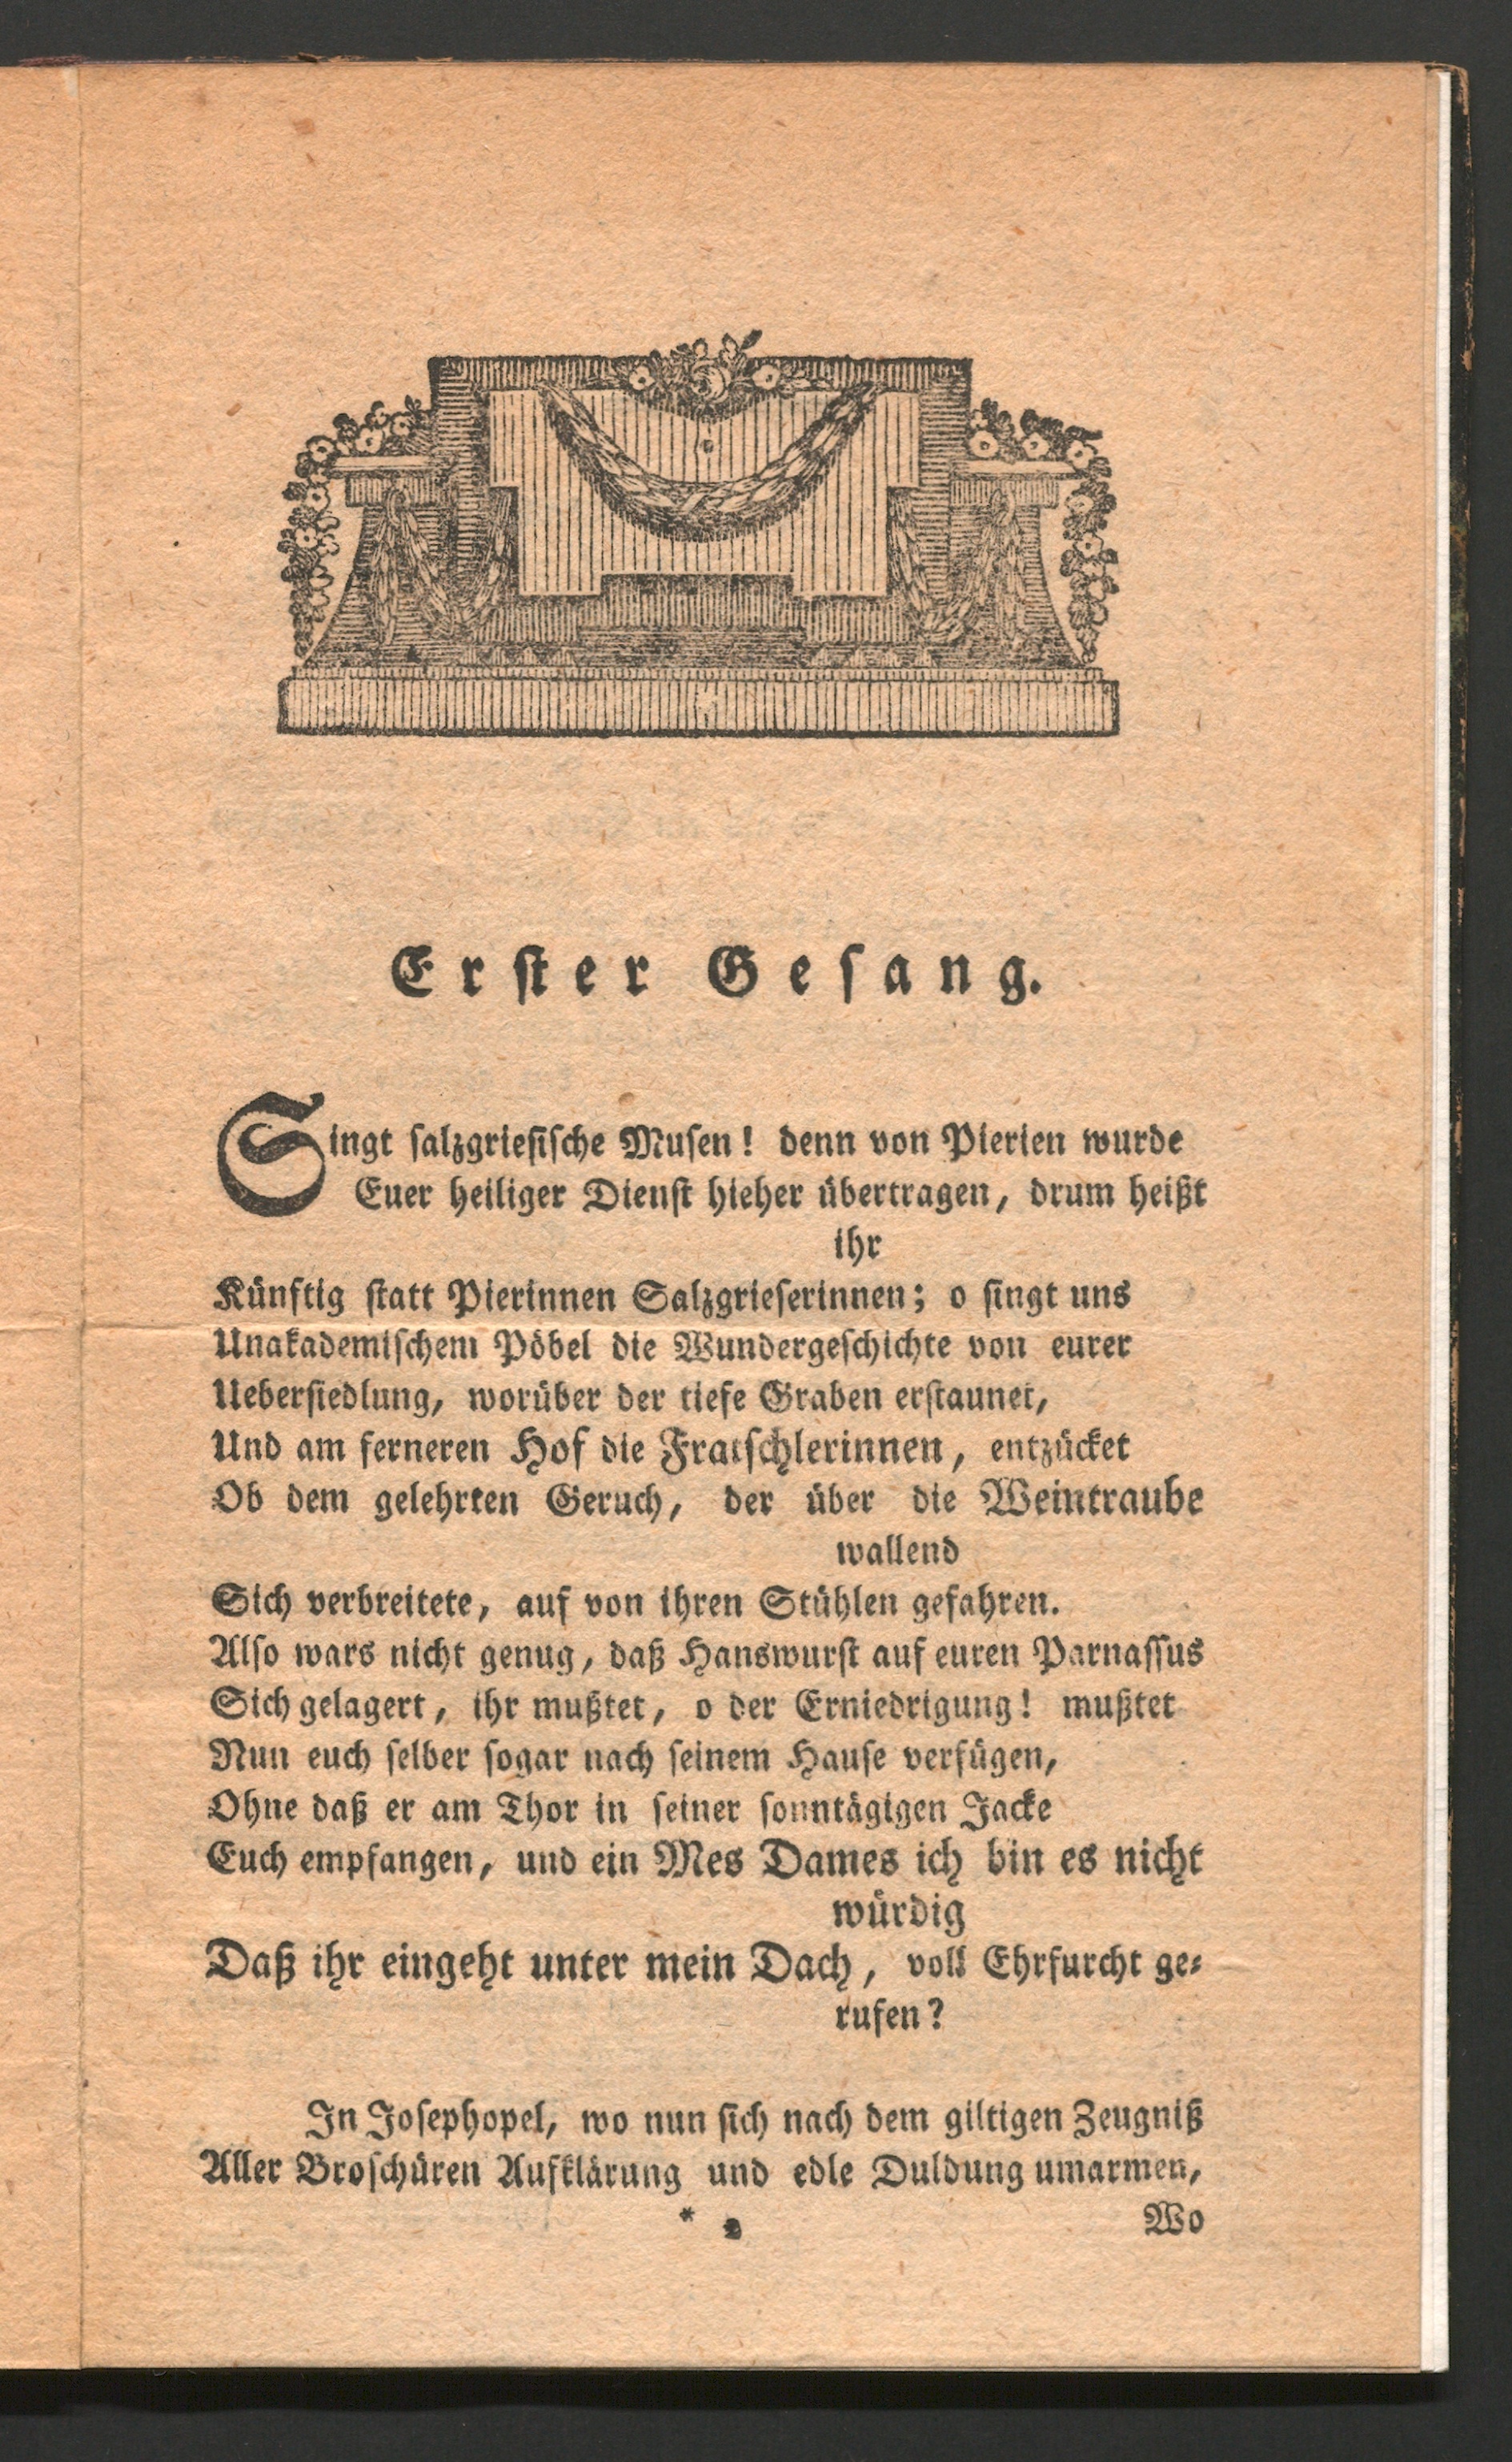 Erſter Geſang.
Singt ſalzgrieſiſche Muſen! denn von Pierien wurde
Euer heiliger Dienſt hieher übertragen, drum heißt
ihr
Künftig ſtatt Pierinnen Salzgrieſerinnen; o ſingt uns
Unakademiſchem Pöbel die Wundergeſchichte von eurer
Ueberſiedlung, worüber der tiefe Graben erſtaunet,
Und am ferneren Hof die Fratſchlerinnen, entzücket
Ob dem gelehrten Geruch, der über die Weintraube
wallend
Sich verbreitete, auf von ihren Stühlen gefahren.
Alſo wars nicht genug, daß Hanswurſt auf euren Parnaſſus
Sich gelagert, ihr mußtet, o der Erniedrigung! mußtet
Nun euch ſelber ſogar nach ſeinem Hauſe verfügen,
Ohne daß er am Thor in ſeiner ſonntägigen Jacke
Euch empfangen, und ein Mes Dames ich bin es nicht
würdig
Daß ihr eingeht unter mein Dach, voll Ehrfurcht ge⸗
rufen?
In Joſephopel, wo nun ſich nach dem giltigen Zeugniß
Aller Broſchüren Aufklärung und edle Duldung umarmen,
* 2 Wo